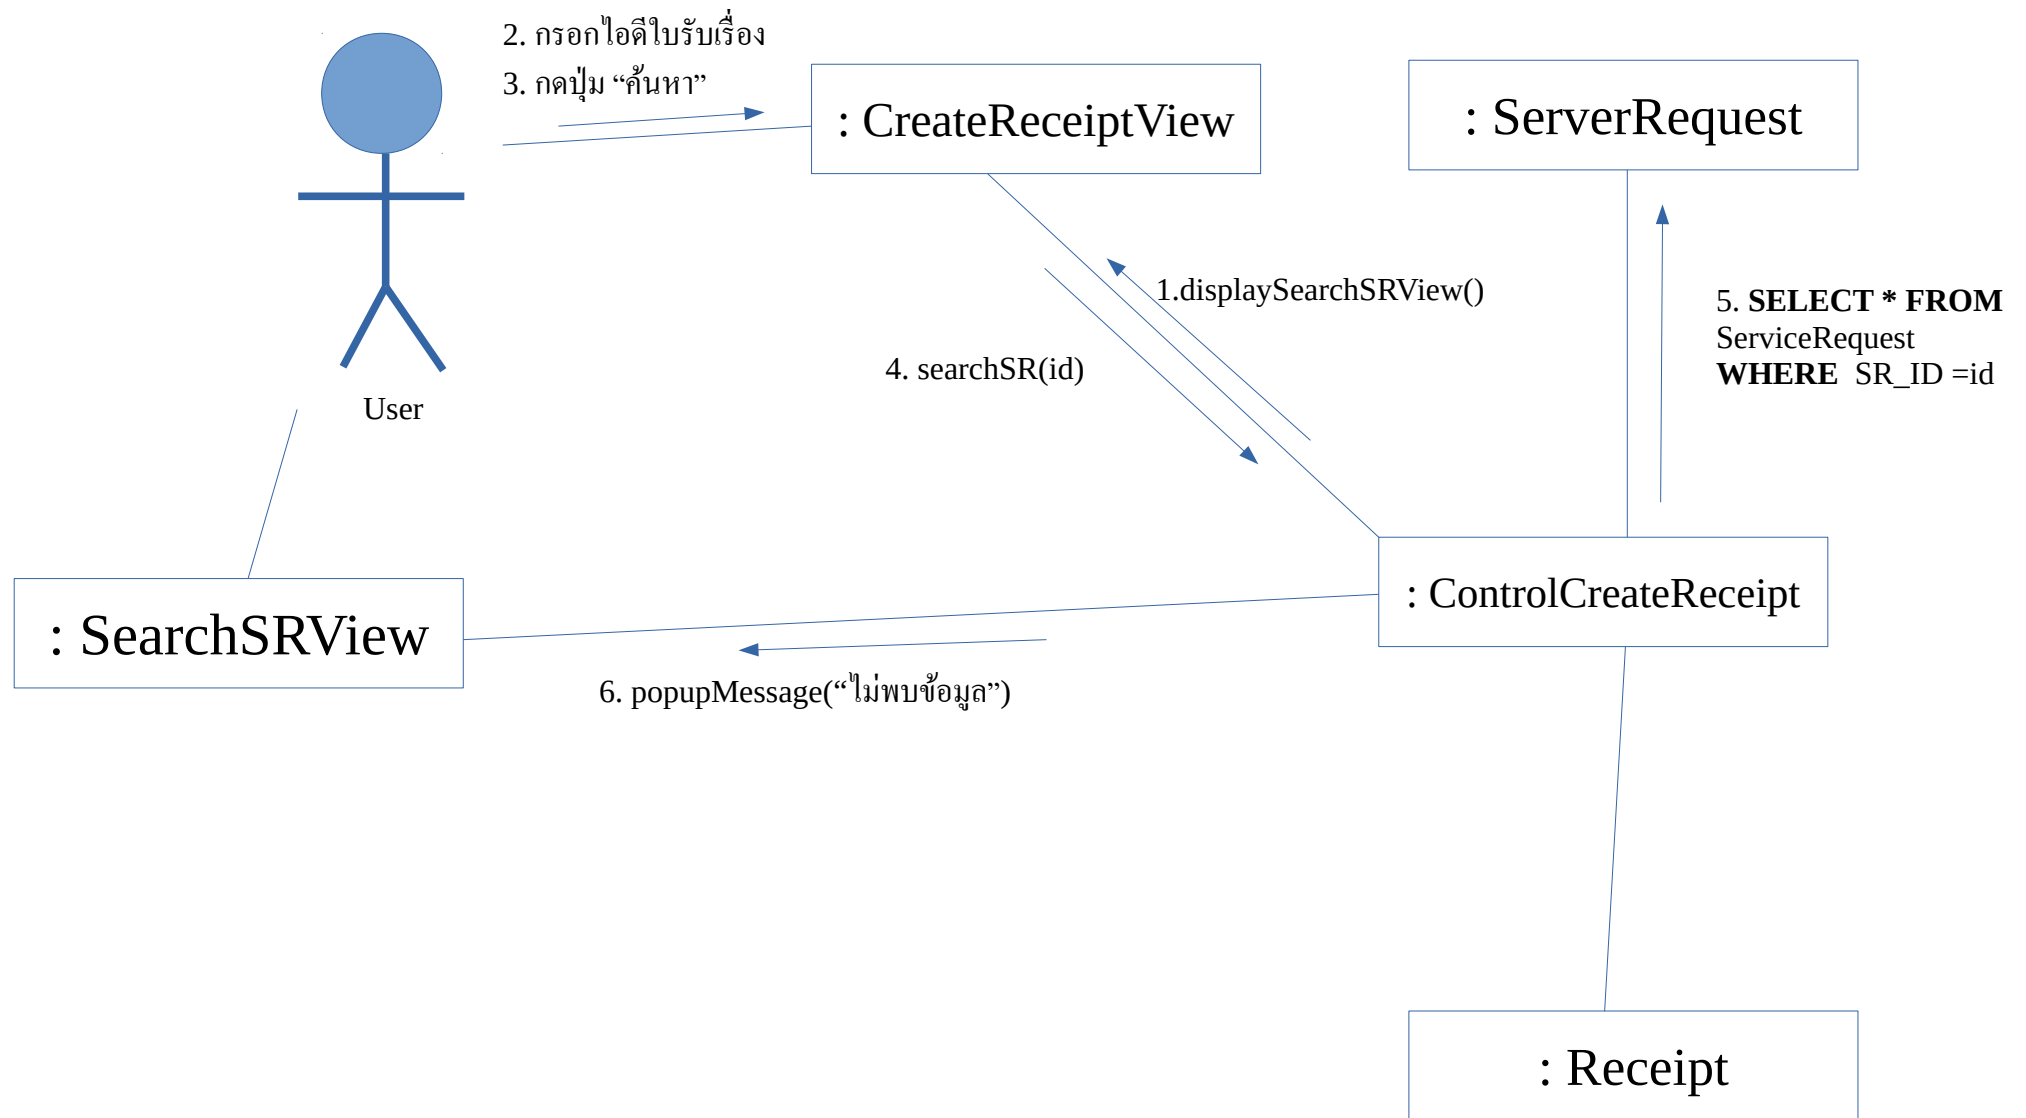 2. กรอกไอดีใบรับเรื่อง
3. กดปุ่ม “ค้นหา”
: CreateReceiptView
: ServerRequest
1.displaySearchSRView()
5. SELECT * FROM
ServiceRequest
WHERE  SR_ID =id
4. searchSR(id)
User
: ControlCreateReceipt
: SearchSRView
6. popupMessage(“ไม่พบข้อมูล”)
: Receipt